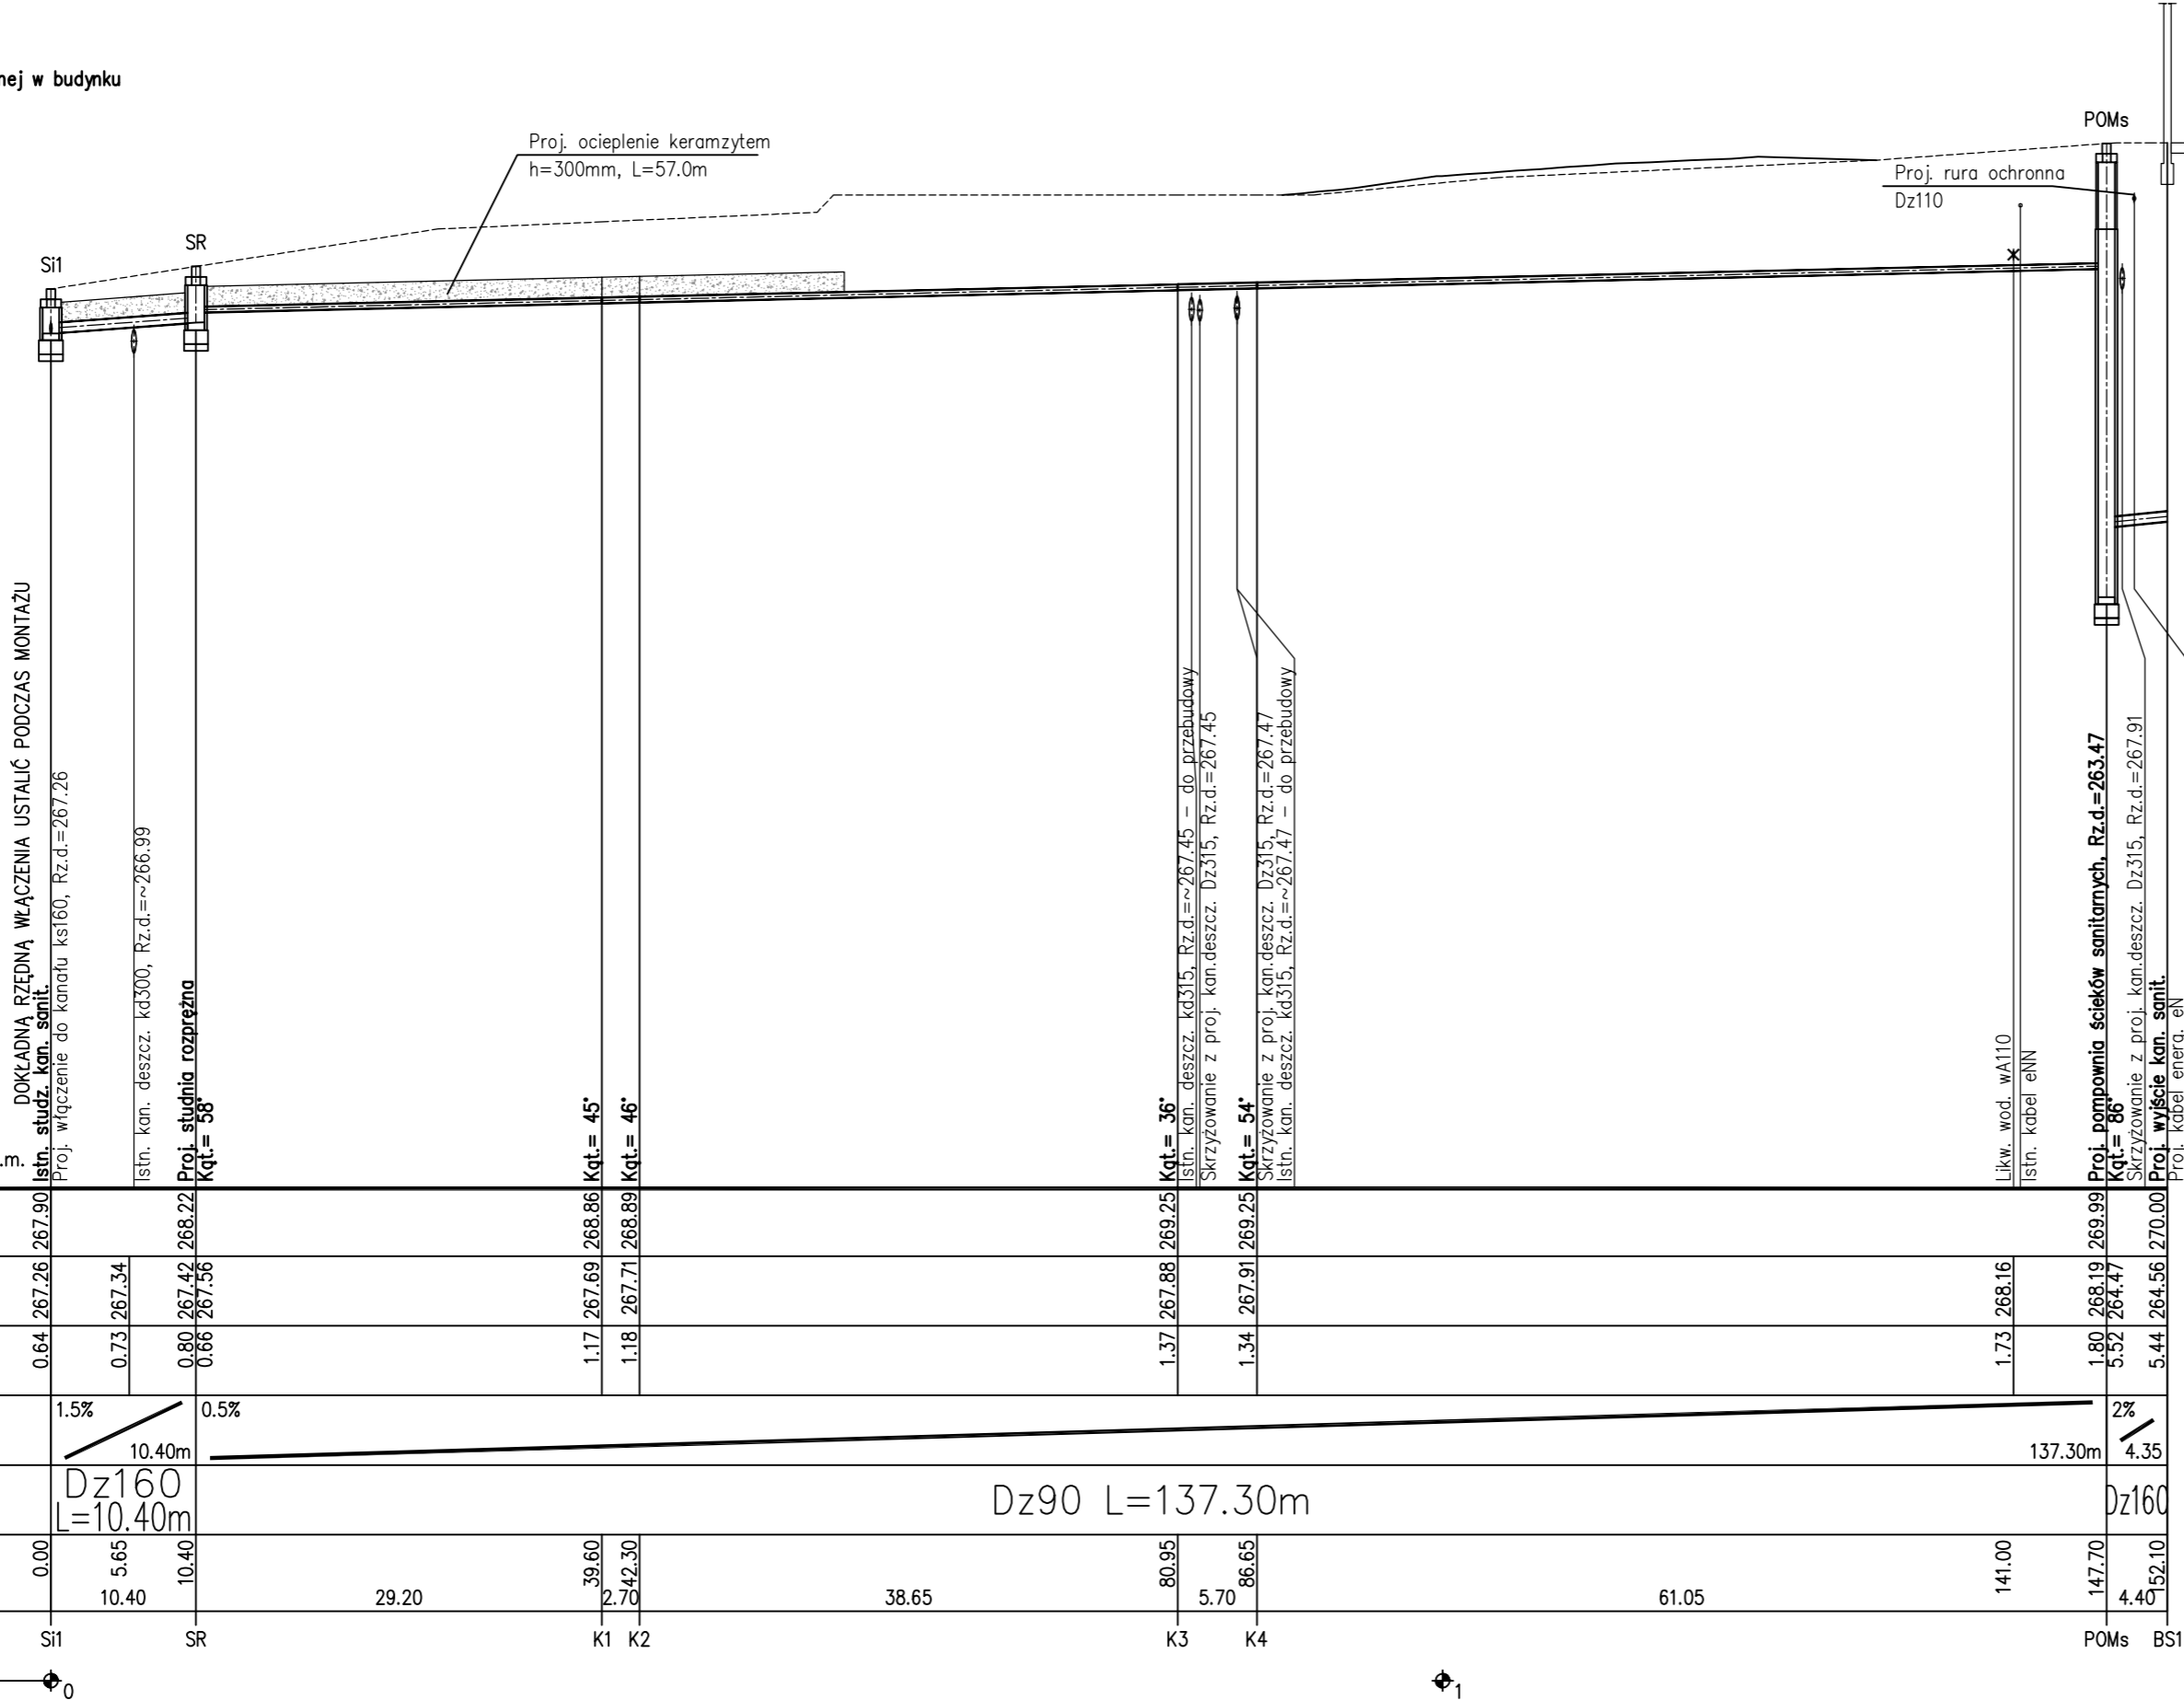 nej w budynku
Proj. ocieplenie keramzytem
h=300mm, L=57.0m
POMs
Proj. rura ochronna
Dz110
Si1
SR
DOKŁADNĄ RZĘDNĄ WŁĄCZENIA USTALIĆ PODCZAS MONTAŻU
Istn. studz. kan. sanit.
Proj. włączenie do kanału ks160, Rz.d.=267.26
Istn. kan. deszcz. kd300, Rz.d.=~266.99
Proj. studnia rozprężna
Kąt.= 58°
Kąt.= 45°
Kąt.= 46°
Kąt.= 36°
Istn. kan. deszcz. kd315, Rz.d.=~267.45 – do przebudowy
Skrzyżowanie z proj. kan.deszcz. Dz315, Rz.d.=267.45
Kąt.= 54°
Skrzyżowanie z proj. kan.deszcz. Dz315, Rz.d.=267.47
Istn. kan. deszcz. kd315, Rz.d.=~267.47 – do przebudowy
Likw. wod. wA110
Istn. kabel eNN
Proj. pompownia ścieków sanitarnych, Rz.d.=263.47
Kąt.= 86°
Skrzyżowanie z proj. kan.deszcz. Dz315, Rz.d.=267.91
Proj. wyjście kan. sanit.
Proj. kabel energ. eN
.m.
267.90 268.22 268.86 268.89 269.25 269.25 269.99 270.00
267.26 267.34 267.42 267.56 267.69 267.71 267.88 267.91 268.16 268.19 264.47 264.56
0.64 0.73 0.80 0.66 1.17 1.18 1.37 1.34 1.73 1.80 5.52 5.44
1.5% 0.5% 2%
10.40m 137.30m 4.35
Dz160
L=10.40m
Dz90 L=137.30m
Dz160
0.00 5.65 10.40 39.60 42.30 80.95 86.65 141.00 147.70 152.10
10.40 29.20 2.70 38.65 5.70 61.05 4.40
Si1 SR K1 K2 K3 K4 POMs BS1
0 1